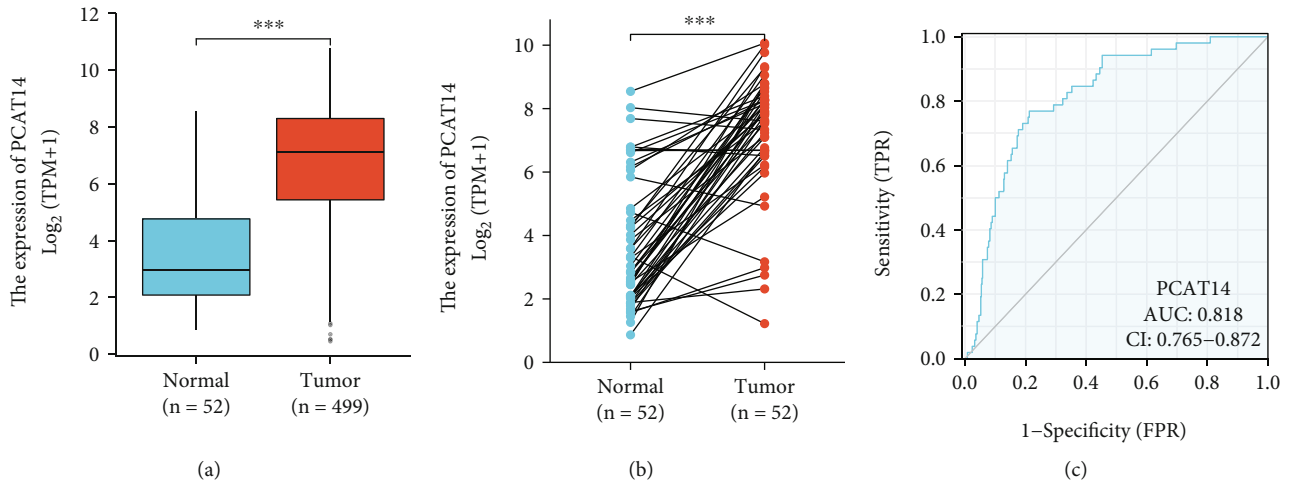 The expression of PCAT14
Log2 (TPM+1)
12
10
8
6
4
2
0
***
Normal
(n = 52)
Tumor
(n = 499)
(a)
The expression of PCAT14
Log2 (TPM+1)
10
8
6
4
2
0
***
Normal
(n = 52)
Tumor
(n = 52)
(b)
Sensitivity (TPR)
1.0
0.8
0.6
0.4
0.2
0.0
PCAT14
AUC: 0.818
CI: 0.765–0.872
0.0 0.2 0.4 0.6 0.8 1.0
1−Specificity (FPR)
(c)